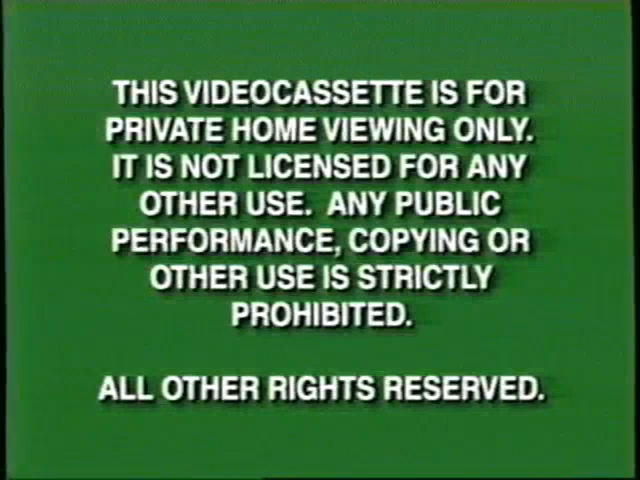 THIS VIDEOCASSETTE IS FOR
PRIVATE HOME VIEWING ONLY.
IT IS NOT LICENSED FOR ANY
OTHER USE.  ANY PUBLIC
PERFORMANCE, COPYING OR
OTHER USE IS STRICTLY
PROHIBITED.
ALL OTHER RIGHTS RESERVED.